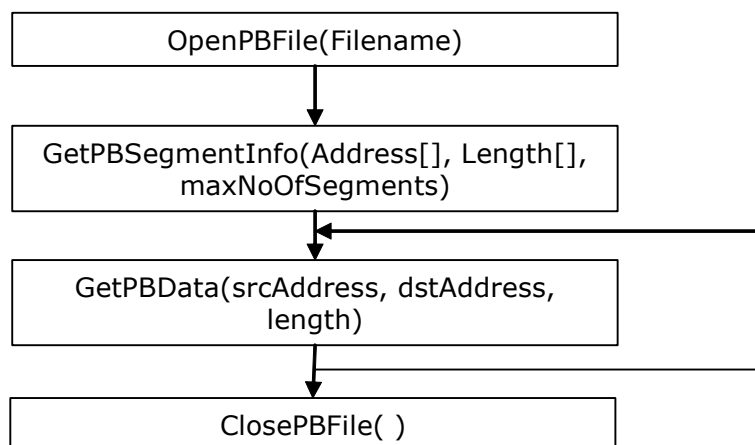 OpenPBFile(Filename)
GetPBSegmentInfo(Address[], Length[],
maxNoOfSegments)
GetPBData(srcAddress, dstAddress,
length)
ClosePBFile( )